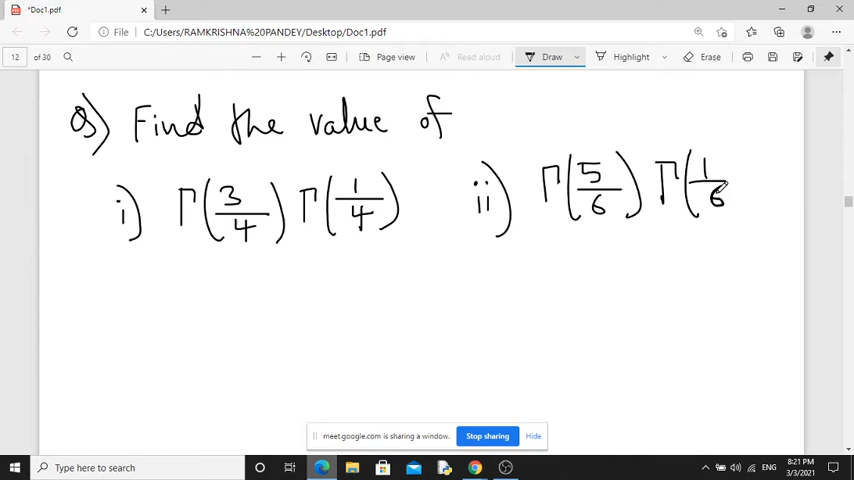 *Doc1.pdf
File C:/Users/RAMKRISHNA%20PANDEY/Desktop/Doc1.pdf
12 of 30 Page view Read aloud Draw Highlight Erase
Q) Find the value of
i) Γ(3/4) Γ(1/4) ii) Γ(5/6) Γ(1/6
meet.google.com is sharing a window. Stop sharing Hide
Type here to search ENG 8:21 PM
3/3/2021